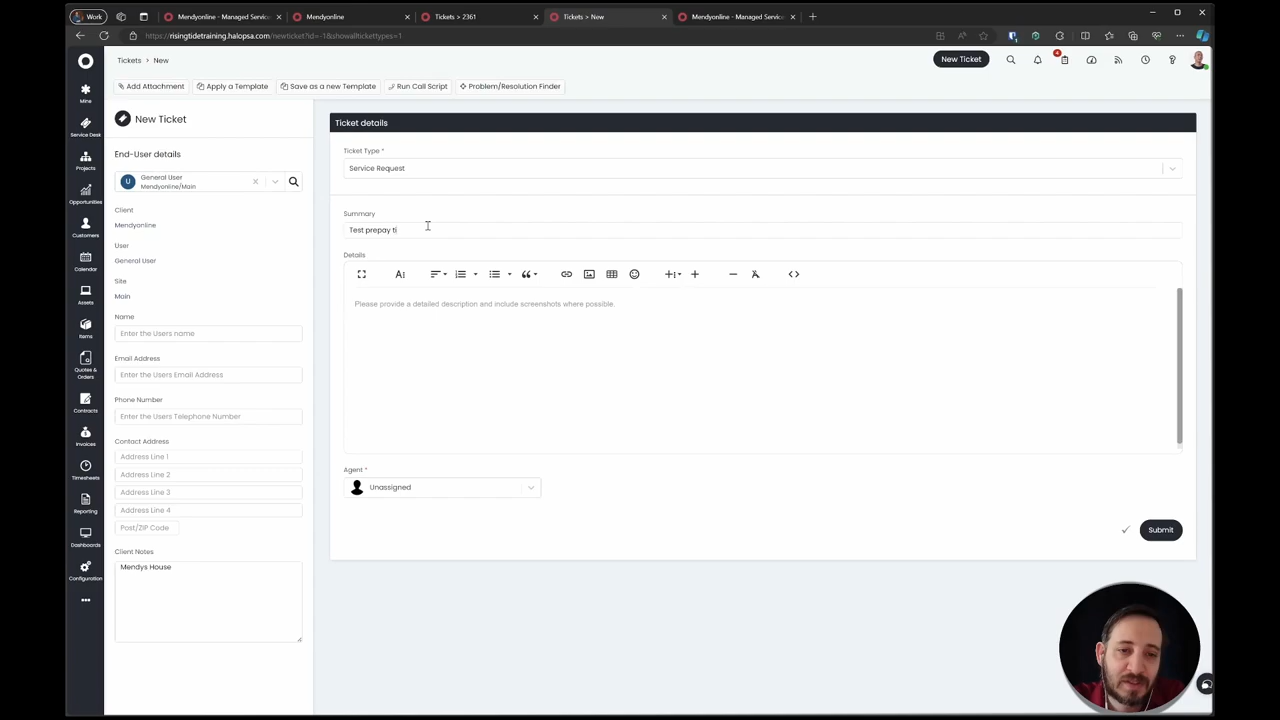 Work
Mendyonline - Managed Servic
Mendyonline
Tickets > 2361
Tickets > New
Mendyonline - Managed Servic
https://risingtidetraining.halopsa.com/newticket?id=-1&showalltickettypes=1
Tickets > New
New Ticket
4
Add Attachment
Apply a Template
Save as a new Template
Run Call Script
Problem/Resolution Finder
Mine
Service Desk
Projects
Opportunities
Customers
Calendar
Assets
Items
Quotes & Orders
Contracts
Invoices
Timesheets
Reporting
Dashboards
Configuration
New Ticket
End-User details
U
General User
Mendyonline/Main
Client
Mendyonline
User
General User
Site
Main
Name
Enter the Users name
Email Address
Enter the Users Email Address
Phone Number
Enter the Users Telephone Number
Contact Address
Address Line 1
Address Line 2
Address Line 3
Address Line 4
Post/ZIP Code
Client Notes
Mendys House
Ticket details
Ticket Type *
Service Request
Summary
Test prepay ti
Details
Please provide a detailed description and include screenshots where possible.
Agent *
Unassigned
Submit